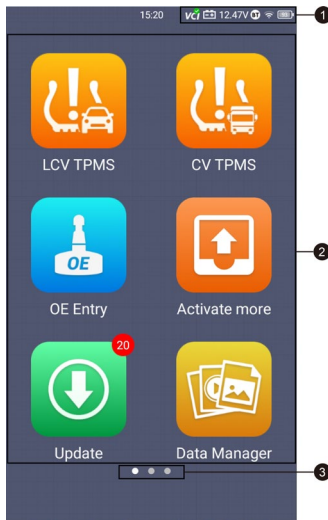 15:20 VCI 12.47V BT 1
LCV TPMS CV TPMS
OE 2
OE Entry Activate more
20
Update Data Manager
3